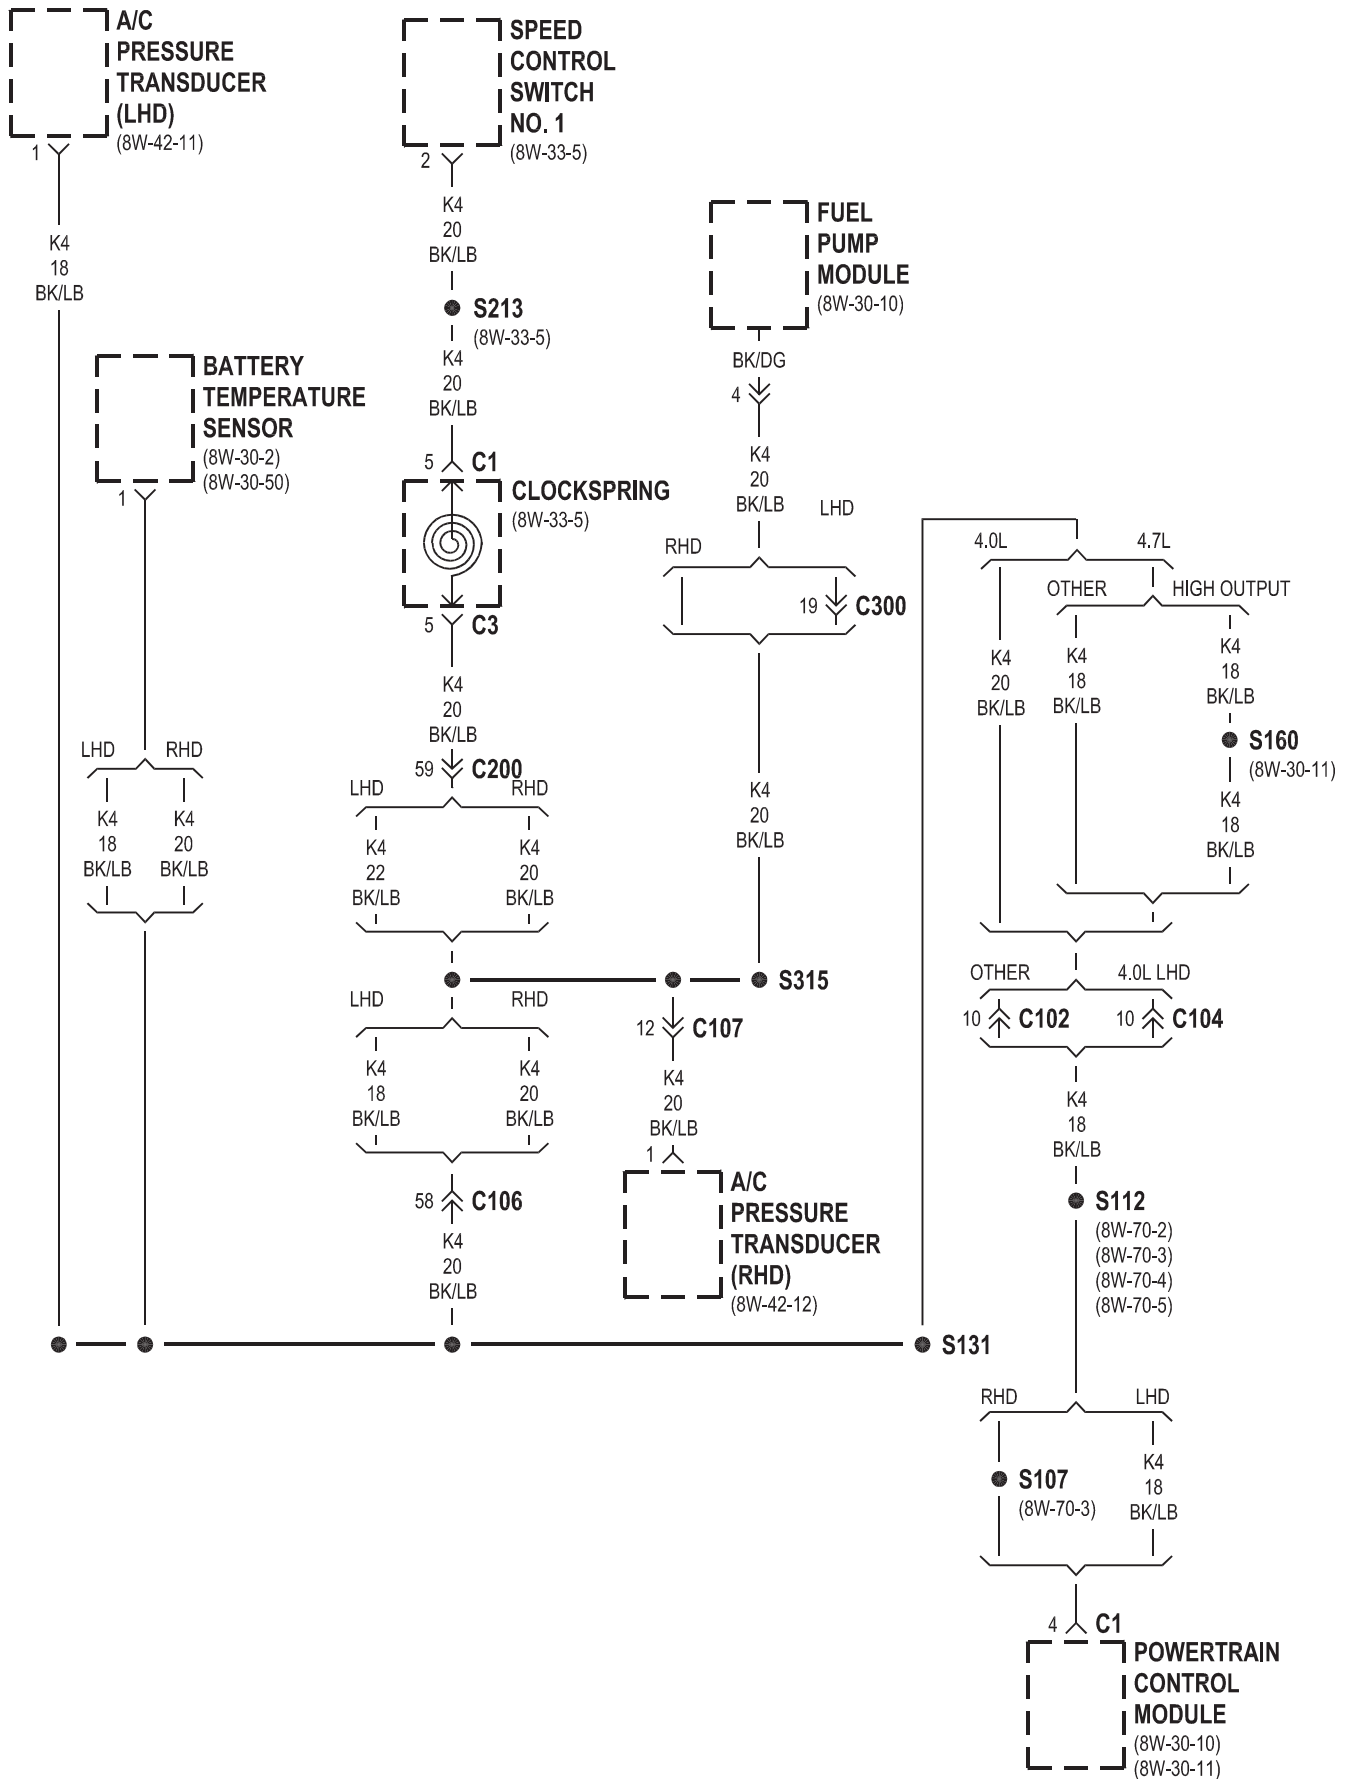 A/C
PRESSURE
TRANSDUCER
(LHD)
(8W-42-11)
1
K4
18
BK/LB
BATTERY
TEMPERATURE
SENSOR
(8W-30-2)
(8W-30-50)
1
LHD
RHD
K4
18
BK/LB
K4
20
BK/LB
SPEED
CONTROL
SWITCH
NO. 1
(8W-33-5)
2
K4
20
BK/LB
S213
(8W-33-5)
K4
20
BK/LB
5
C1
CLOCKSPRING
(8W-33-5)
5
C3
K4
20
BK/LB
59
C200
LHD
RHD
K4
22
BK/LB
K4
20
BK/LB
LHD
RHD
K4
18
BK/LB
K4
20
BK/LB
58
C106
K4
20
BK/LB
FUEL
PUMP
MODULE
(8W-30-10)
BK/DG
4
K4
20
BK/LB
LHD
RHD
19
C300
K4
20
BK/LB
S315
12
C107
K4
20
BK/LB
1
A/C
PRESSURE
TRANSDUCER
(RHD)
(8W-42-12)
4.0L
4.7L
OTHER
HIGH OUTPUT
K4
20
BK/LB
K4
18
BK/LB
K4
18
BK/LB
S160
(8W-30-11)
K4
18
BK/LB
OTHER
4.0L LHD
10
C102
10
C104
K4
18
BK/LB
S112
(8W-70-2)
(8W-70-3)
(8W-70-4)
(8W-70-5)
S131
RHD
LHD
S107
(8W-70-3)
K4
18
BK/LB
4
C1
POWERTRAIN
CONTROL
MODULE
(8W-30-10)
(8W-30-11)